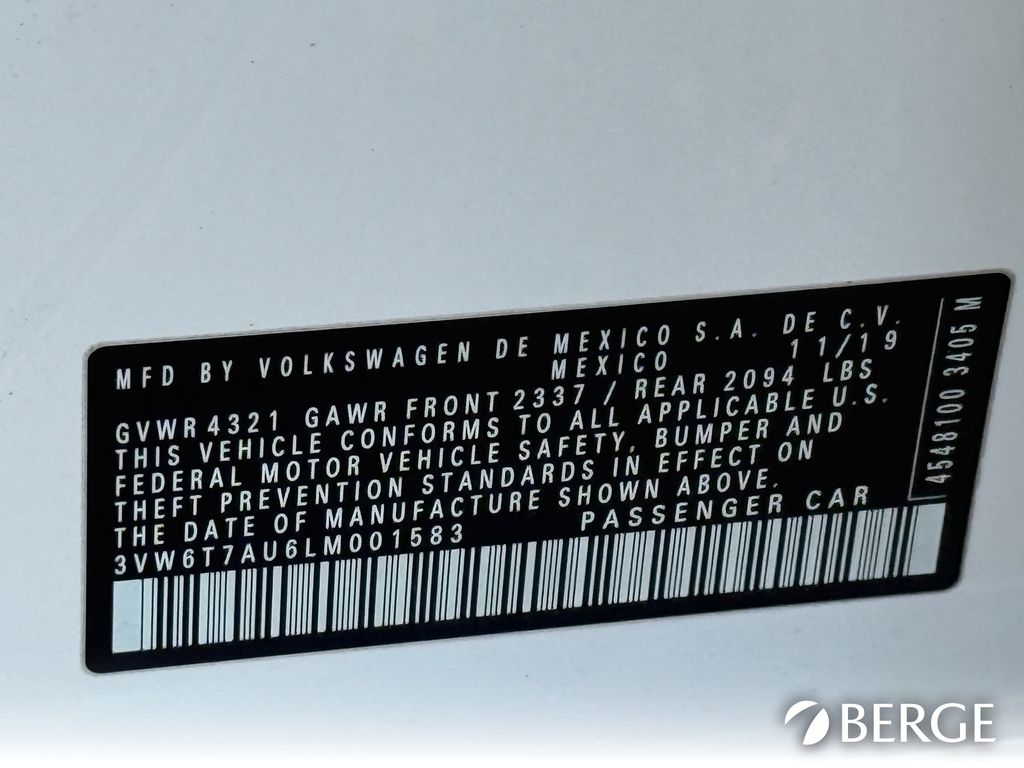 MFD BY VOLKSWAGEN DE MEXICO S.A. DE C.V.
MEXICO 11/19
GVWR 4321 GAWR FRONT 2337 / REAR 2094 LBS
THIS VEHICLE CONFORMS TO ALL APPLICABLE U.S.
FEDERAL MOTOR VEHICLE SAFETY, BUMPER AND
THEFT PREVENTION STANDARDS IN EFFECT ON
THE DATE OF MANUFACTURE SHOWN ABOVE.
3VW6T7AU6LM001583 PASSENGER CAR
4548100 3405 M
BERGE